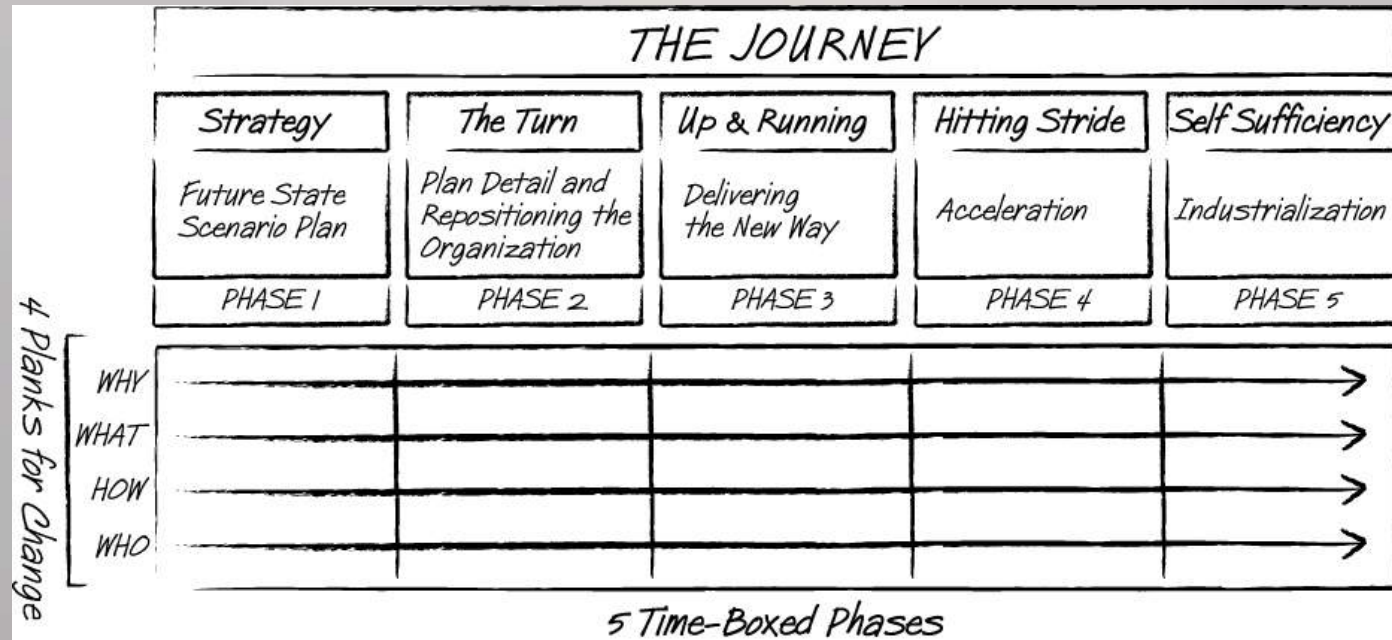 THE JOURNEY
Strategy
Future State
Scenario Plan
PHASE 1
The Turn
Plan Detail and
Repositioning the
Organization
PHASE 2
Up & Running
Delivering
the New Way
PHASE 3
Hitting Stride
Acceleration
PHASE 4
Self Sufficiency
Industrialization
PHASE 5
4 Planks for Change
WHY
WHAT
HOW
WHO
5 Time-Boxed Phases